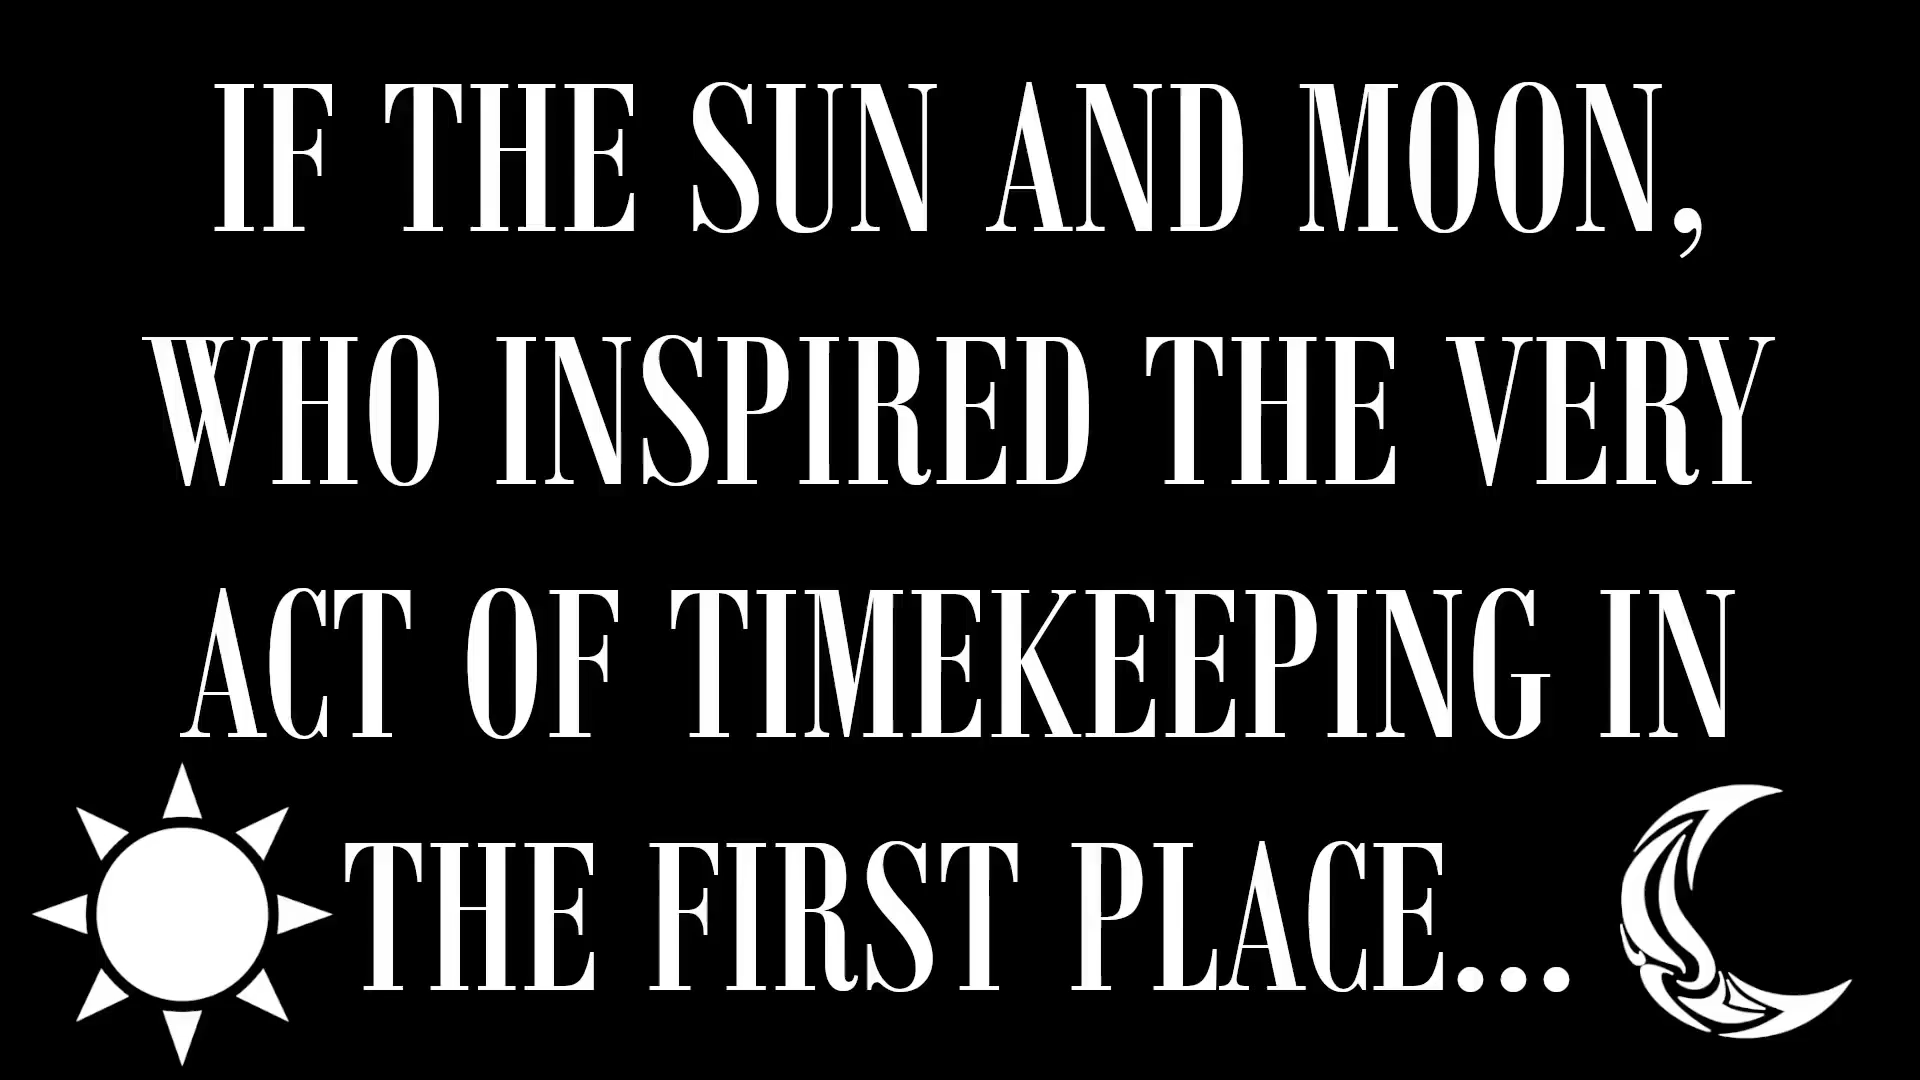 IF THE SUN AND MOON,
WHO INSPIRED THE VERY
ACT OF TIMEKEEPING IN
THE FIRST PLACE...